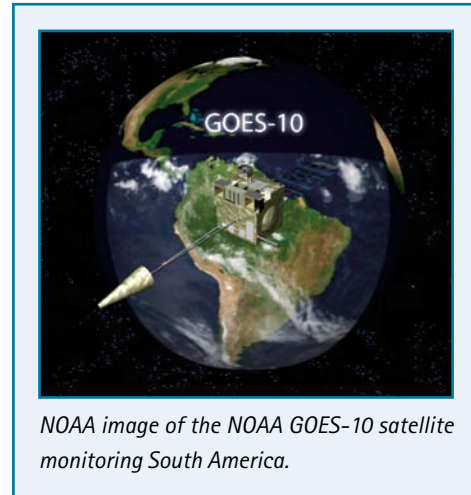 GOES-10
NOAA image of the NOAA GOES-10 satellite
monitoring South America.